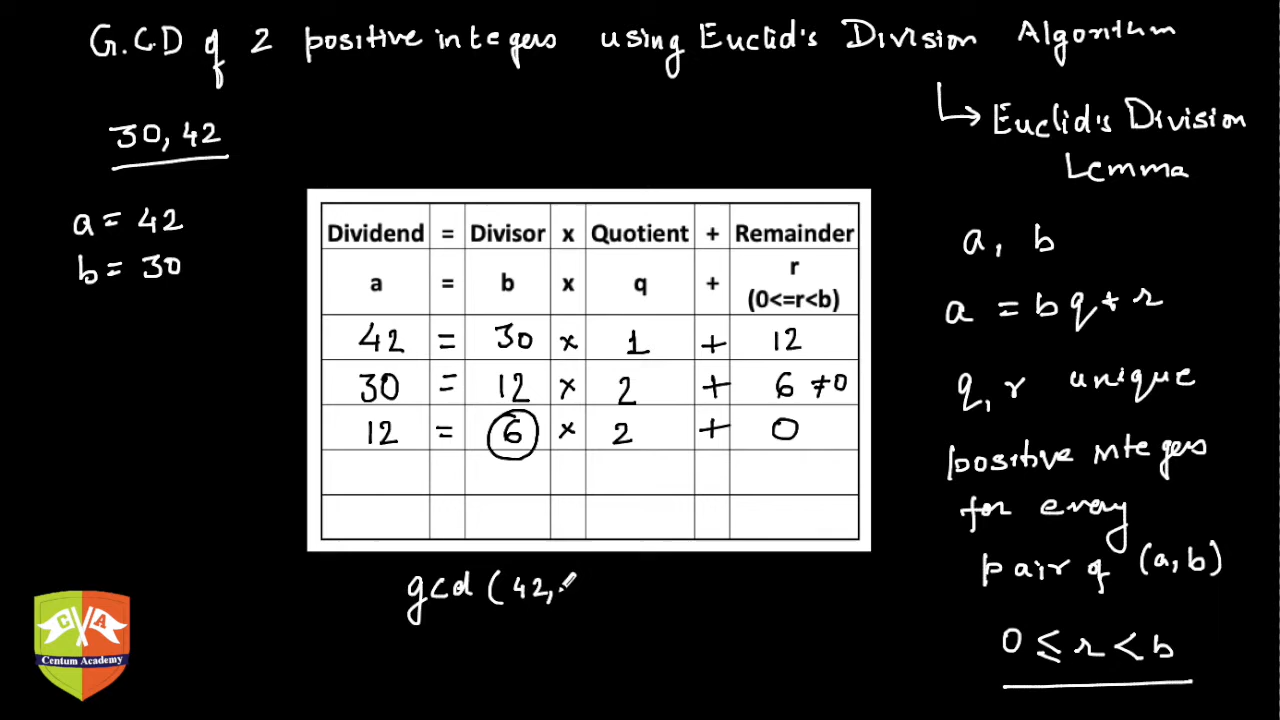 G.C.D of 2 positive integers using Euclid's Division Algorithm
30, 42
a = 42
b = 30
Dividend = Divisor x Quotient + Remainder
a = b x q + r (0<=r<b)
42 = 30 × 1 + 12
30 = 12 × 2 + 6 ≠0
12 = 6 × 2 + 0
gcd (42,
↳ Euclid's Division
Lemma
a, b
a = bq + r
q, r unique
positive integers
for every
pair of (a,b)
0 ≤ r < b
C A
Centum Academy